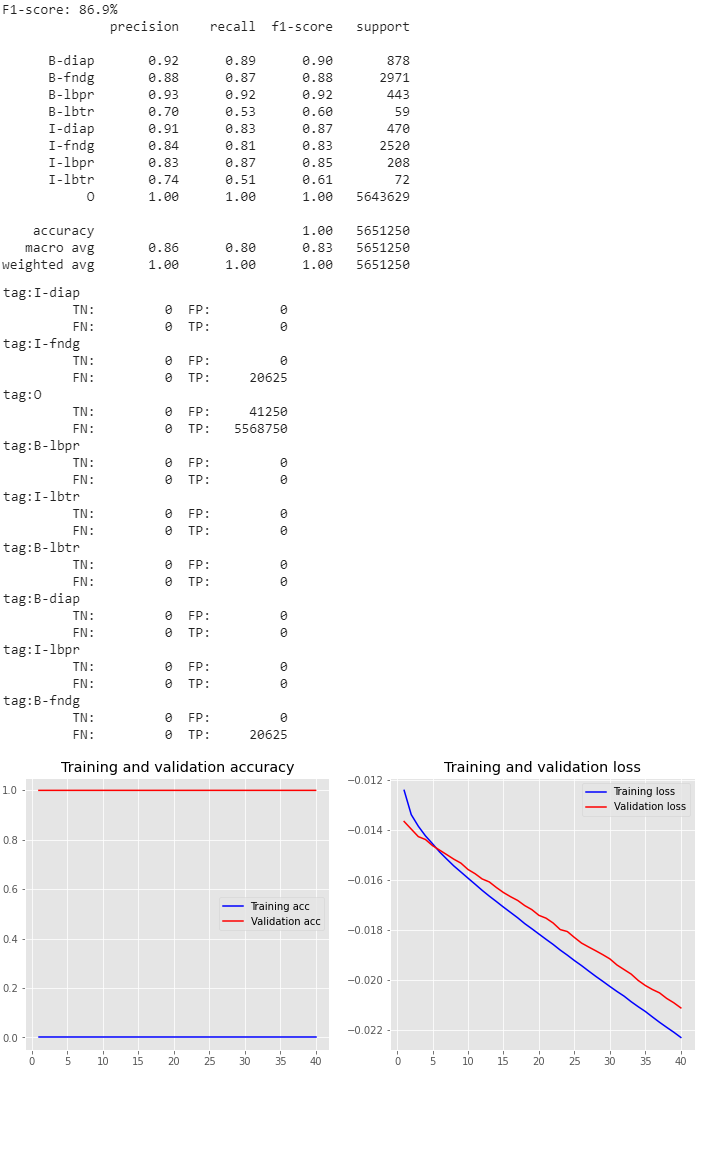 F1-score: 86.9%
precision recall f1-score support
B-diap 0.92 0.89 0.90 878
B-fndg 0.88 0.87 0.88 2971
B-lbpr 0.93 0.92 0.92 443
B-lbtr 0.70 0.53 0.60 59
I-diap 0.91 0.83 0.87 470
I-fndg 0.84 0.81 0.83 2520
I-lbpr 0.83 0.87 0.85 208
I-lbtr 0.74 0.51 0.61 72
O 1.00 1.00 1.00 5643629
accuracy 1.00 5651250
macro avg 0.86 0.80 0.83 5651250
weighted avg 1.00 1.00 1.00 5651250
tag:I-diap
TN: 0 FP: 0
FN: 0 TP: 0
tag:I-fndg
TN: 0 FP: 0
FN: 0 TP: 20625
tag:O
TN: 0 FP: 41250
FN: 0 TP: 5568750
tag:B-lbpr
TN: 0 FP: 0
FN: 0 TP: 0
tag:I-lbtr
TN: 0 FP: 0
FN: 0 TP: 0
tag:B-lbtr
TN: 0 FP: 0
FN: 0 TP: 0
tag:B-diap
TN: 0 FP: 0
FN: 0 TP: 0
tag:I-lbpr
TN: 0 FP: 0
FN: 0 TP: 0
tag:B-fndg
TN: 0 FP: 0
FN: 0 TP: 20625
Training and validation accuracy
1.0
0.8
0.6
0.4
0.2
0.0
Training acc
Validation acc
0 5 10 15 20 25 30 35 40
Training and validation loss
−0.012
−0.014
−0.016
−0.018
−0.020
−0.022
Training loss
Validation loss
0 5 10 15 20 25 30 35 40